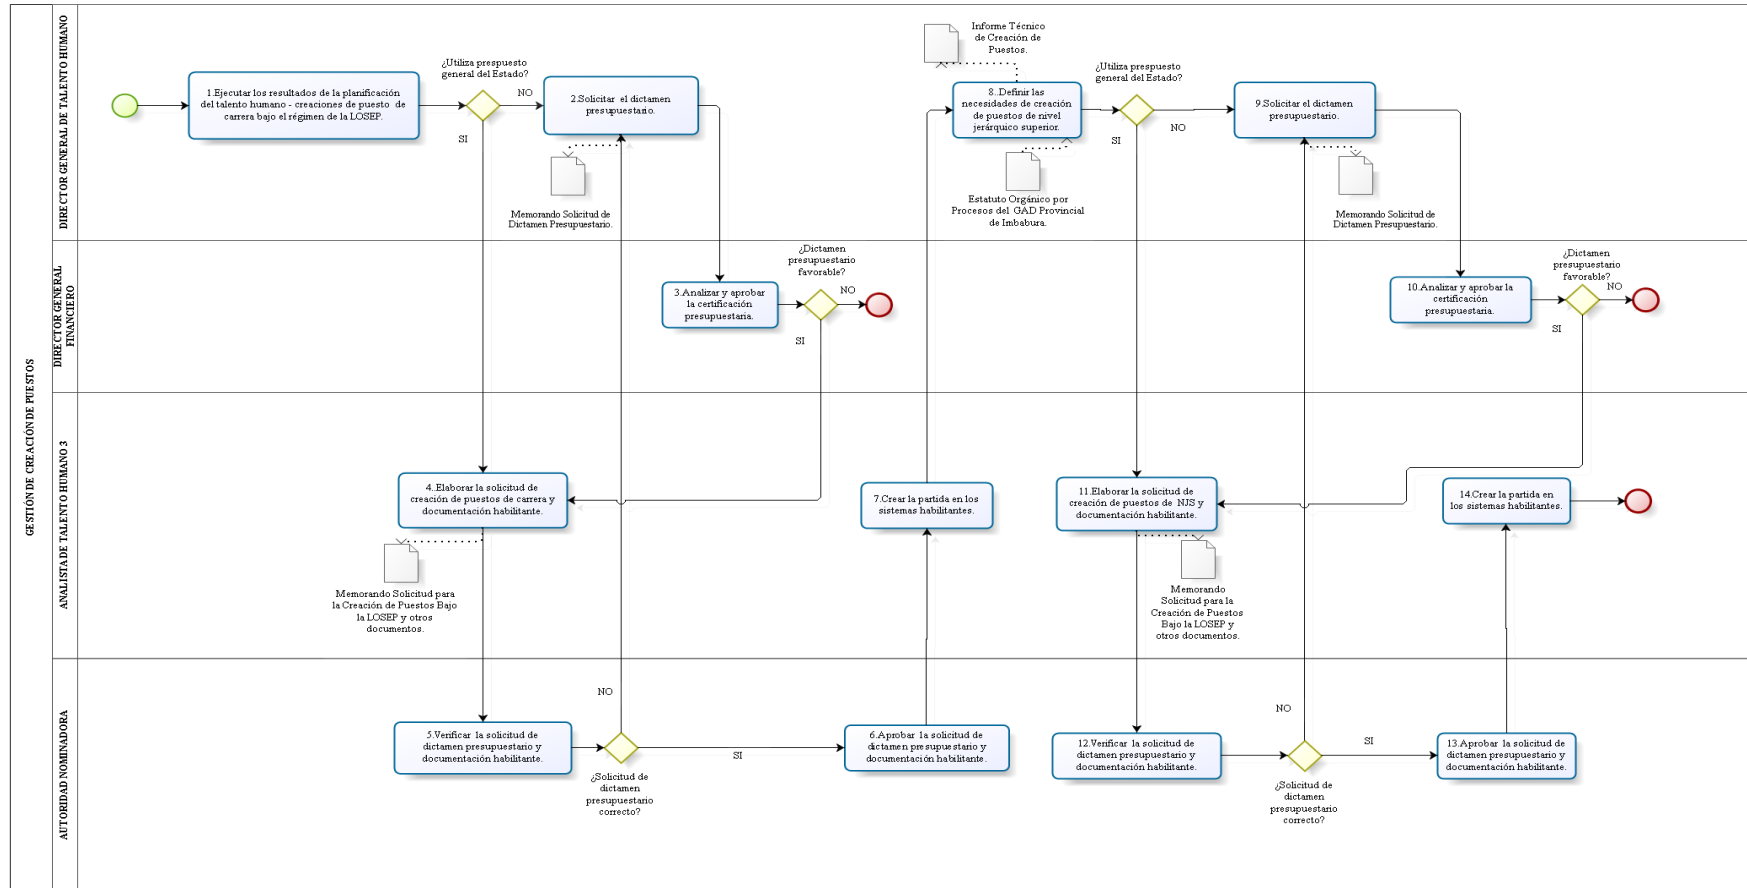 GESTIÓN DE CREACIÓN DE PUESTOS
DIRECTOR GENERAL DE TALENTO HUMANO
1.Ejecutar los resultados de la planificación
del talento humano - creaciones de puesto de
carrera bajo el régimen de la LOSEP.
¿Utiliza prespuesto
general del Estado?
NO
SI
2.Solicitar el dictamen
presupuestario.
Memorando Solicitud de
Dictamen Presupuestario.
Informe Técnico
de Creación de
Puestos.
8..Definir las
necesidades de creación
de puestos de nivel
jerárquico superior.
Estatuto Orgánico por
Procesos del GAD Provincial
de Imbabura.
¿Utiliza prespuesto
general del Estado?
SI
NO
9.Solicitar el dictamen
presupuestario.
Memorando Solicitud de
Dictamen Presupuestario.
DIRECTOR GENERAL
FINANCIERO
3.Analizar y aprobar
la certificación
presupuestaria.
¿Dictamen
presupuestario
favorable?
NO
SI
10.Analizar y aprobar la
certificación
presupuestaria.
¿Dictamen
presupuestario
favorable?
NO
SI
ANALISTA DE TALENTO HUMANO 3
4..Elaborar la solicitud de
creación de puestos de carrera y
documentación habilitante.
Memorando Solicitud para
la Creación de Puestos Bajo
la LOSEP y otros
documentos.
7.Crear la partida en los
sistemas habilitantes.
11.Elaborar la solicitud de
creación de puestos de NJS y
documentación habilitante.
Memorando
Solicitud para la
Creación de Puestos
Bajo la LOSEP y
otros documentos.
14.Crear la partida en
los sistemas habilitantes.
AUTORIDAD NOMINADORA
5.Verificar la solicitud de
dictamen presupuestario y
documentación habilitante.
NO
SI
¿Solicitud de
dictamen
presupuestario
correcto?
6.Aprobar la solicitud de
dictamen presupuestario y
documentación habilitante.
12.Verificar la solicitud de
dictamen presupuestario y
documentación habilitante.
NO
SI
¿Solicitud de
dictamen
presupuestario
correcto?
13.Aprobar la solicitud de
dictamen presupuestario y
documentación habilitante.